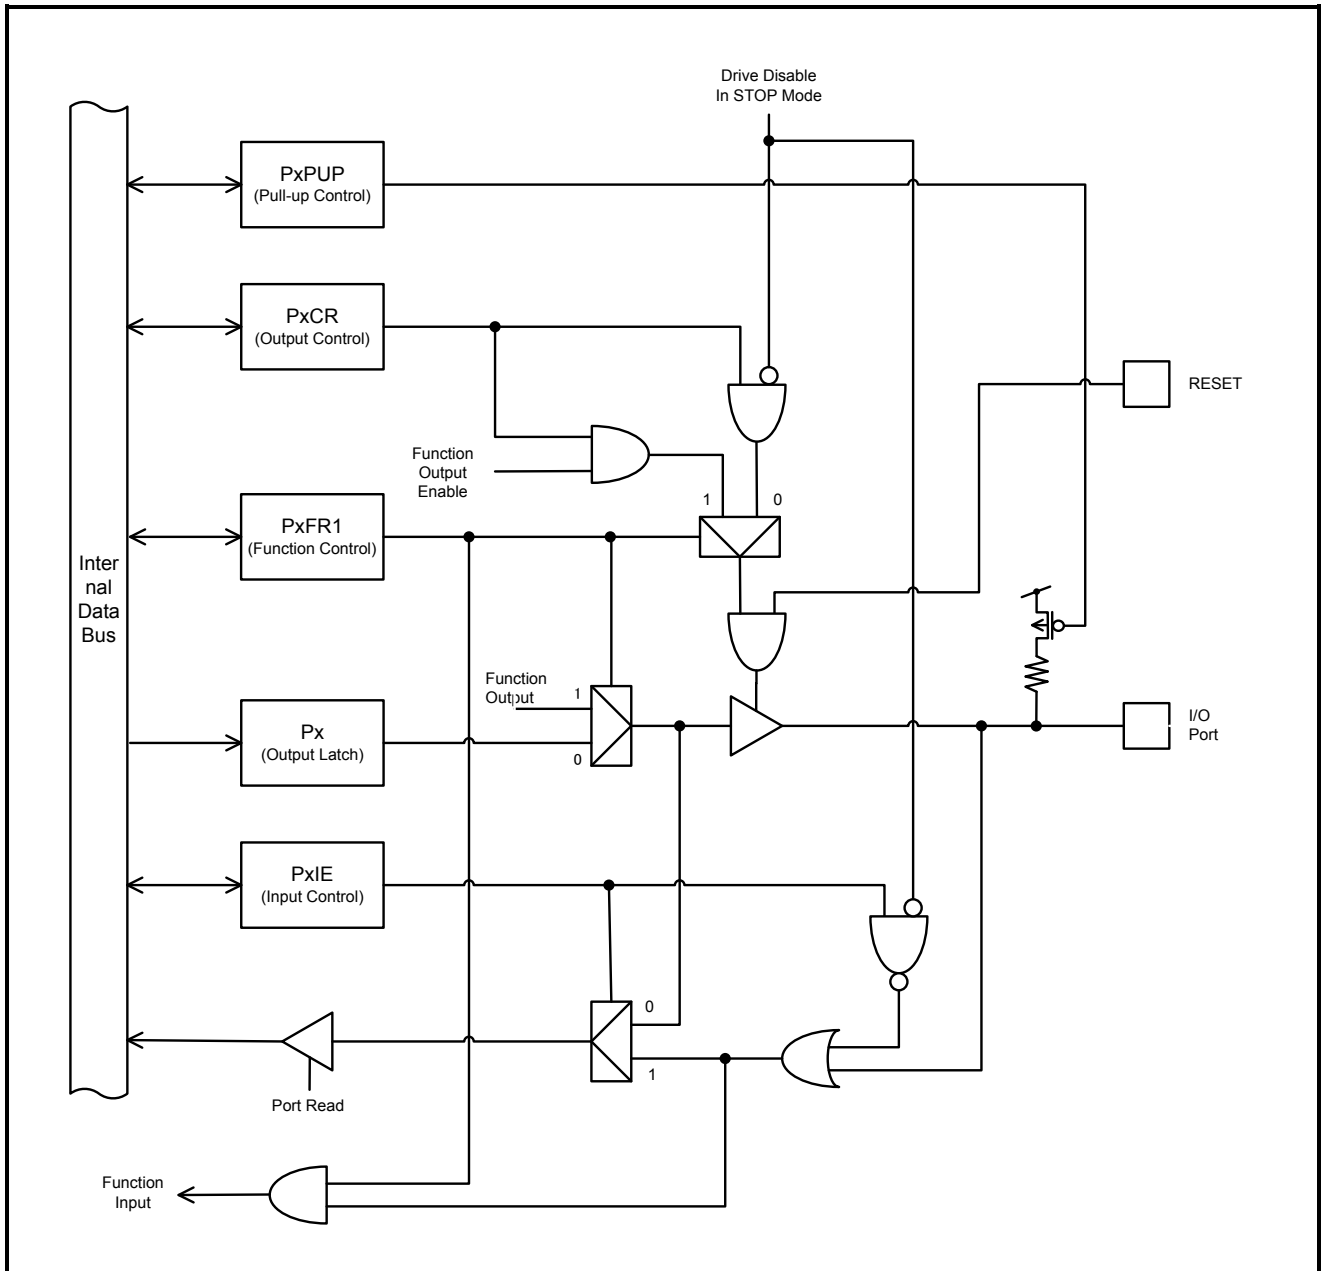 Drive Disable
In STOP Mode
PxPUP
(Pull-up Control)
PxCR
(Output Control)
RESET
Function
Output
Enable
1
0
PxFR1
(Function Control)
Inter
nal
Data
Bus
Function
Output
1
0
Px
(Output Latch)
I/O
Port
PxIE
(Input Control)
0
1
Port Read
Function
Input